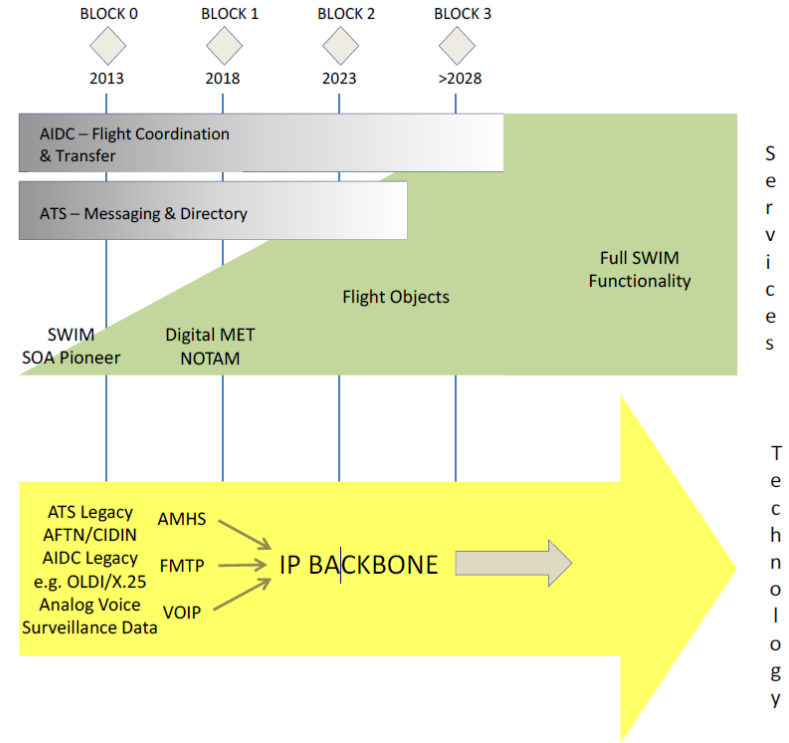 BLOCK 0
BLOCK 1
BLOCK 2
BLOCK 3
2013
2018
2023
>2028
AIDC – Flight Coordination
& Transfer
ATS – Messaging & Directory
SWIM
SOA Pioneer
Digital MET
NOTAM
Flight Objects
Full SWIM
Functionality
Services
ATS Legacy
AFTN/CIDIN
AIDC Legacy
e.g. OLDI/X.25
Analog Voice
Surveillance Data
AMHS
FMTP
VOIP
IP BACKBONE
Technology